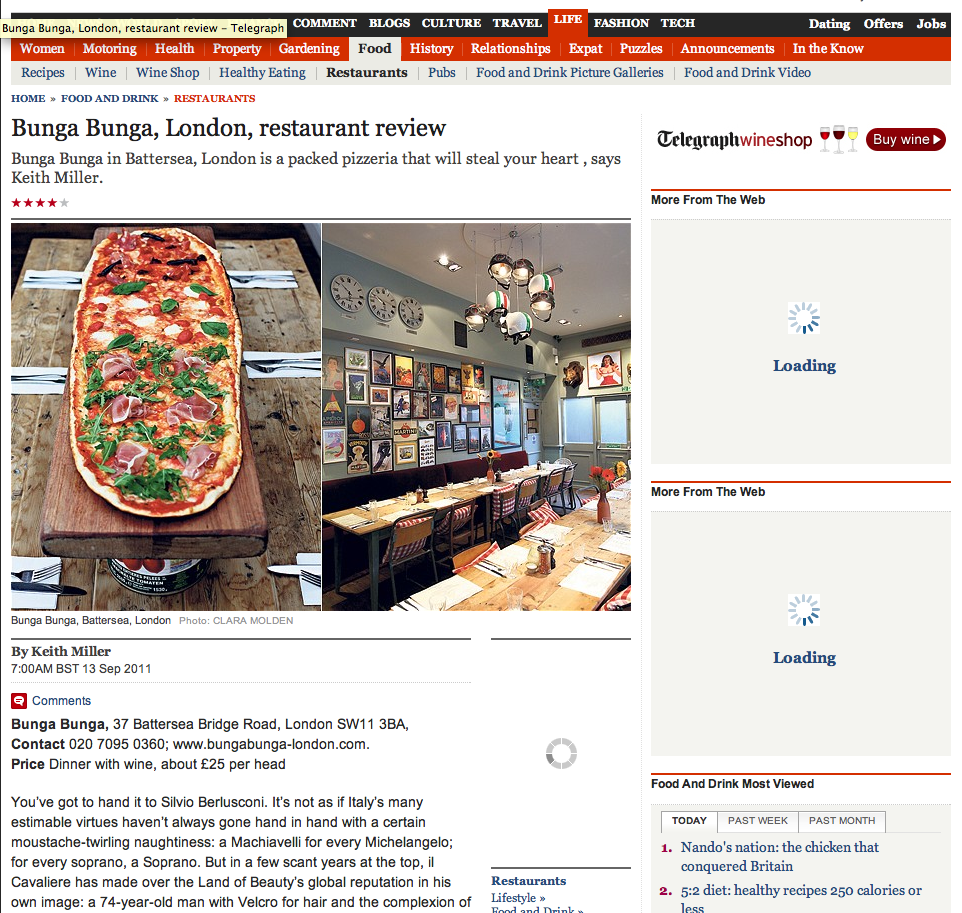 Bunga Bunga, London, restaurant review – Telegraph
COMMENT BLOGS CULTURE TRAVEL LIFE FASHION TECH
Dating Offers Jobs
Women Motoring Health Property Gardening Food History Relationships Expat Puzzles Announcements In the Know
Recipes Wine Wine Shop Healthy Eating Restaurants Pubs Food and Drink Picture Galleries Food and Drink Video
HOME » FOOD AND DRINK » RESTAURANTS
Bunga Bunga, London, restaurant review
Bunga Bunga in Battersea, London is a packed pizzeria that will steal your heart , says
Keith Miller.
MARTINI
Bunga Bunga, Battersea, London Photo: CLARA MOLDEN
By Keith Miller
7:00AM BST 13 Sep 2011
Comments
Bunga Bunga, 37 Battersea Bridge Road, London SW11 3BA,
Contact 020 7095 0360; www.bungabunga-london.com.
Price Dinner with wine, about £25 per head
You've got to hand it to Silvio Berlusconi. It's not as if Italy's many
estimable virtues haven't always gone hand in hand with a certain
moustache-twirling naughtiness: a Machiavelli for every Michelangelo;
for every soprano, a Soprano. But in a few scant years at the top, il
Cavaliere has made over the Land of Beauty's global reputation in his
own image: a 74-year-old man with Velcro for hair and the complexion of
Restaurants
Lifestyle »
Food and Drink »
Telegraphwineshop
Buy wine
More From The Web
Loading
More From The Web
Loading
Food And Drink Most Viewed
TODAY PAST WEEK PAST MONTH
1. Nando's nation: the chicken that
conquered Britain
2. 5:2 diet: healthy recipes 250 calories or
less